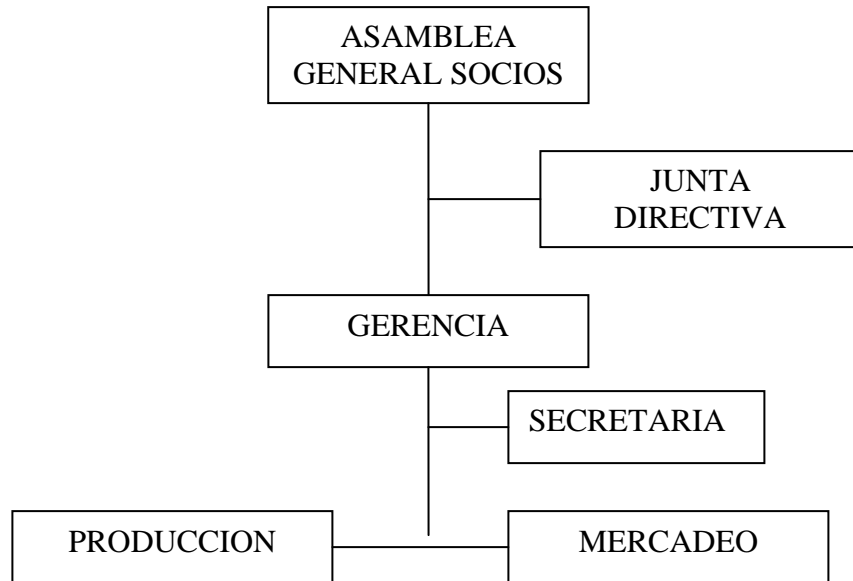 ASAMBLEA
GENERAL SOCIOS
JUNTA
DIRECTIVA
GERENCIA
SECRETARIA
PRODUCCION
MERCADEO